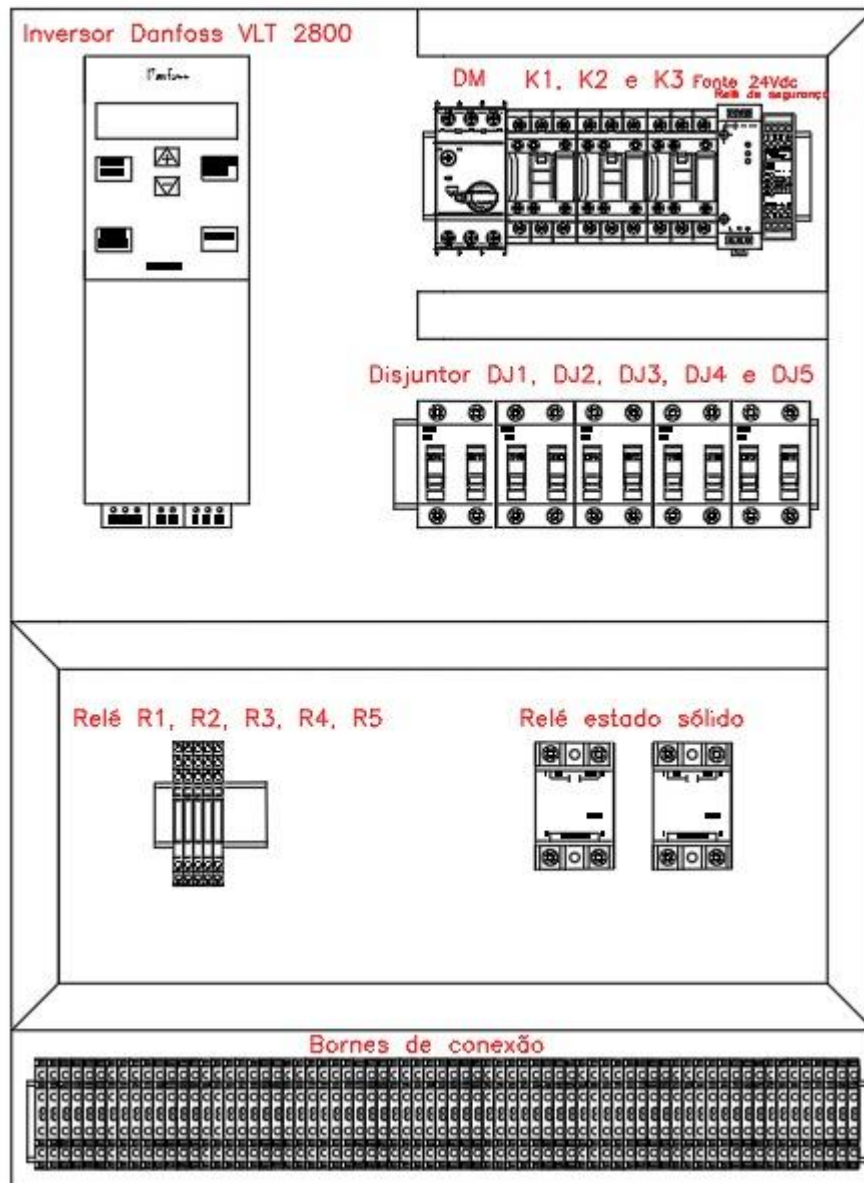 Inversor Danfoss VLT 2800
Danfoss
DM K1, K2 e K3 Fonte 24Vdc
Relé de segurança
Disjuntor DJ1, DJ2, DJ3, DJ4 e DJ5
Relé R1, R2, R3, R4, R5
Relé estado sólido
Bornes de conexão